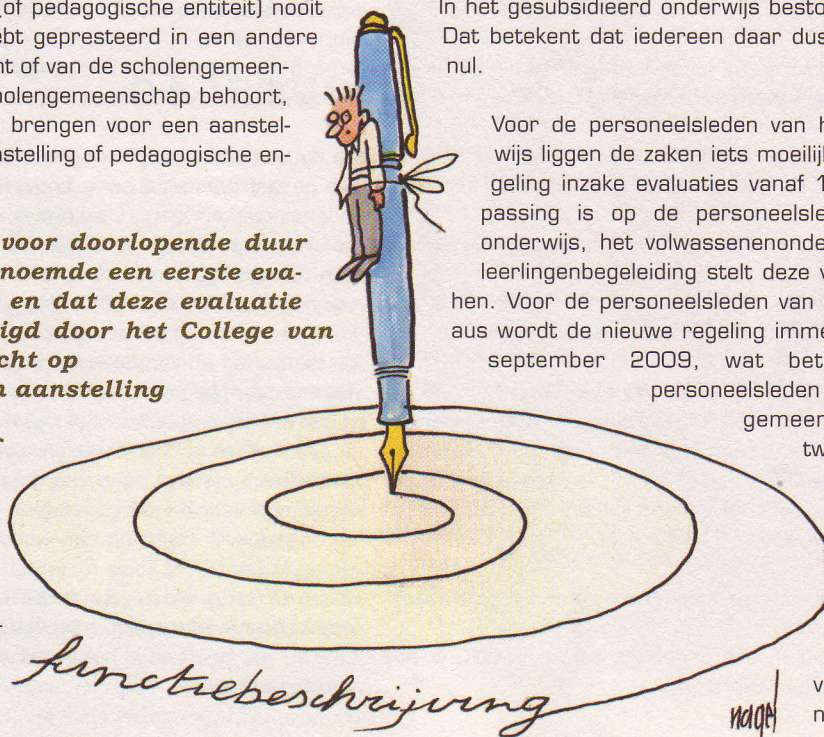 (of pedagogische entiteit) nooit
ebt gepresteerd in een andere
nt of van de scholengemeen-
holengemeenschap behoort,
brengen voor een aanstel-
nstelling of pedagogische en-
voor doorlopende duur
noemde een eerste eva-
en dat deze evaluatie
igd door het College van
cht op
n aanstelling
In het gesubsidieerd onderwijs besto
Dat betekent dat iedereen daar dus
nul.
Voor de personeelsleden van h
wijs liggen de zaken iets moeilijk
geling inzake evaluaties vanaf 1
passing is op de personeelsle
onderwijs, het volwassenenonde
leerlingenbegeleiding stelt deze v
hen. Voor de personeelsleden van
aus wordt de nieuwe regeling imme
september 2009, wat bet
personeelsleden
gemeen
tw
v
n
functiebeschrijving
nagel